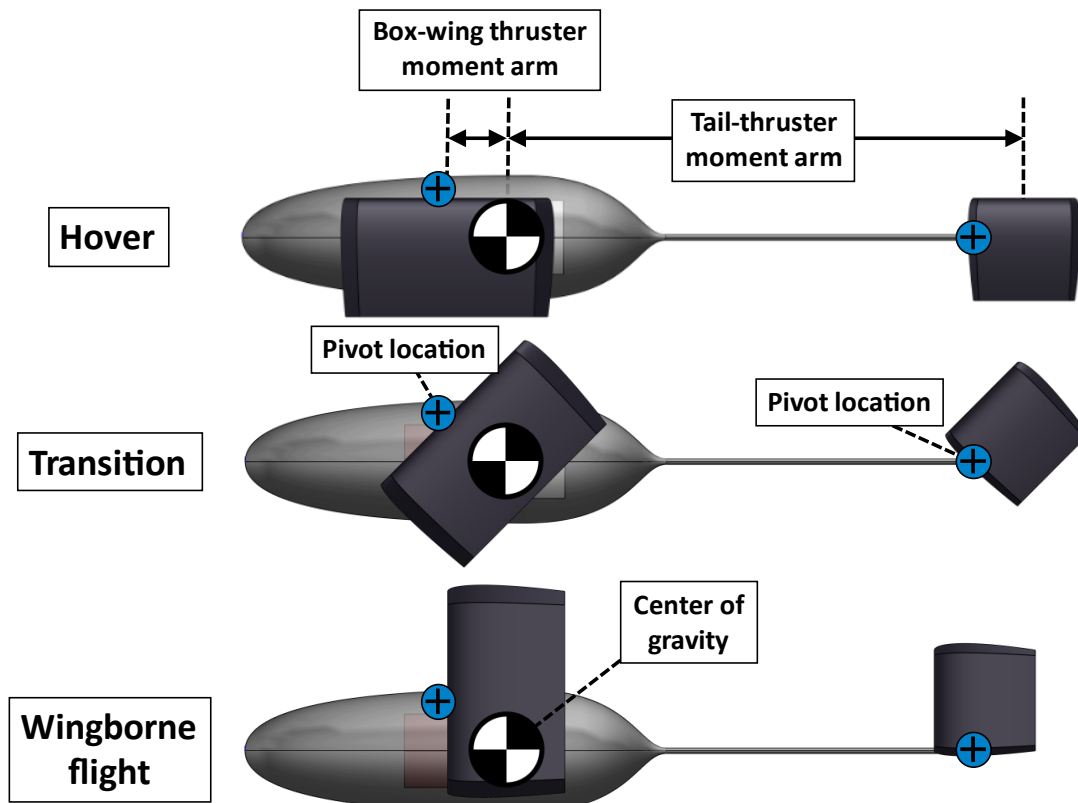 Box-wing thruster
moment arm
Tail-thruster
moment arm
Hover
Pivot location
Pivot location
Transition
Center of
gravity
Wingborne
flight